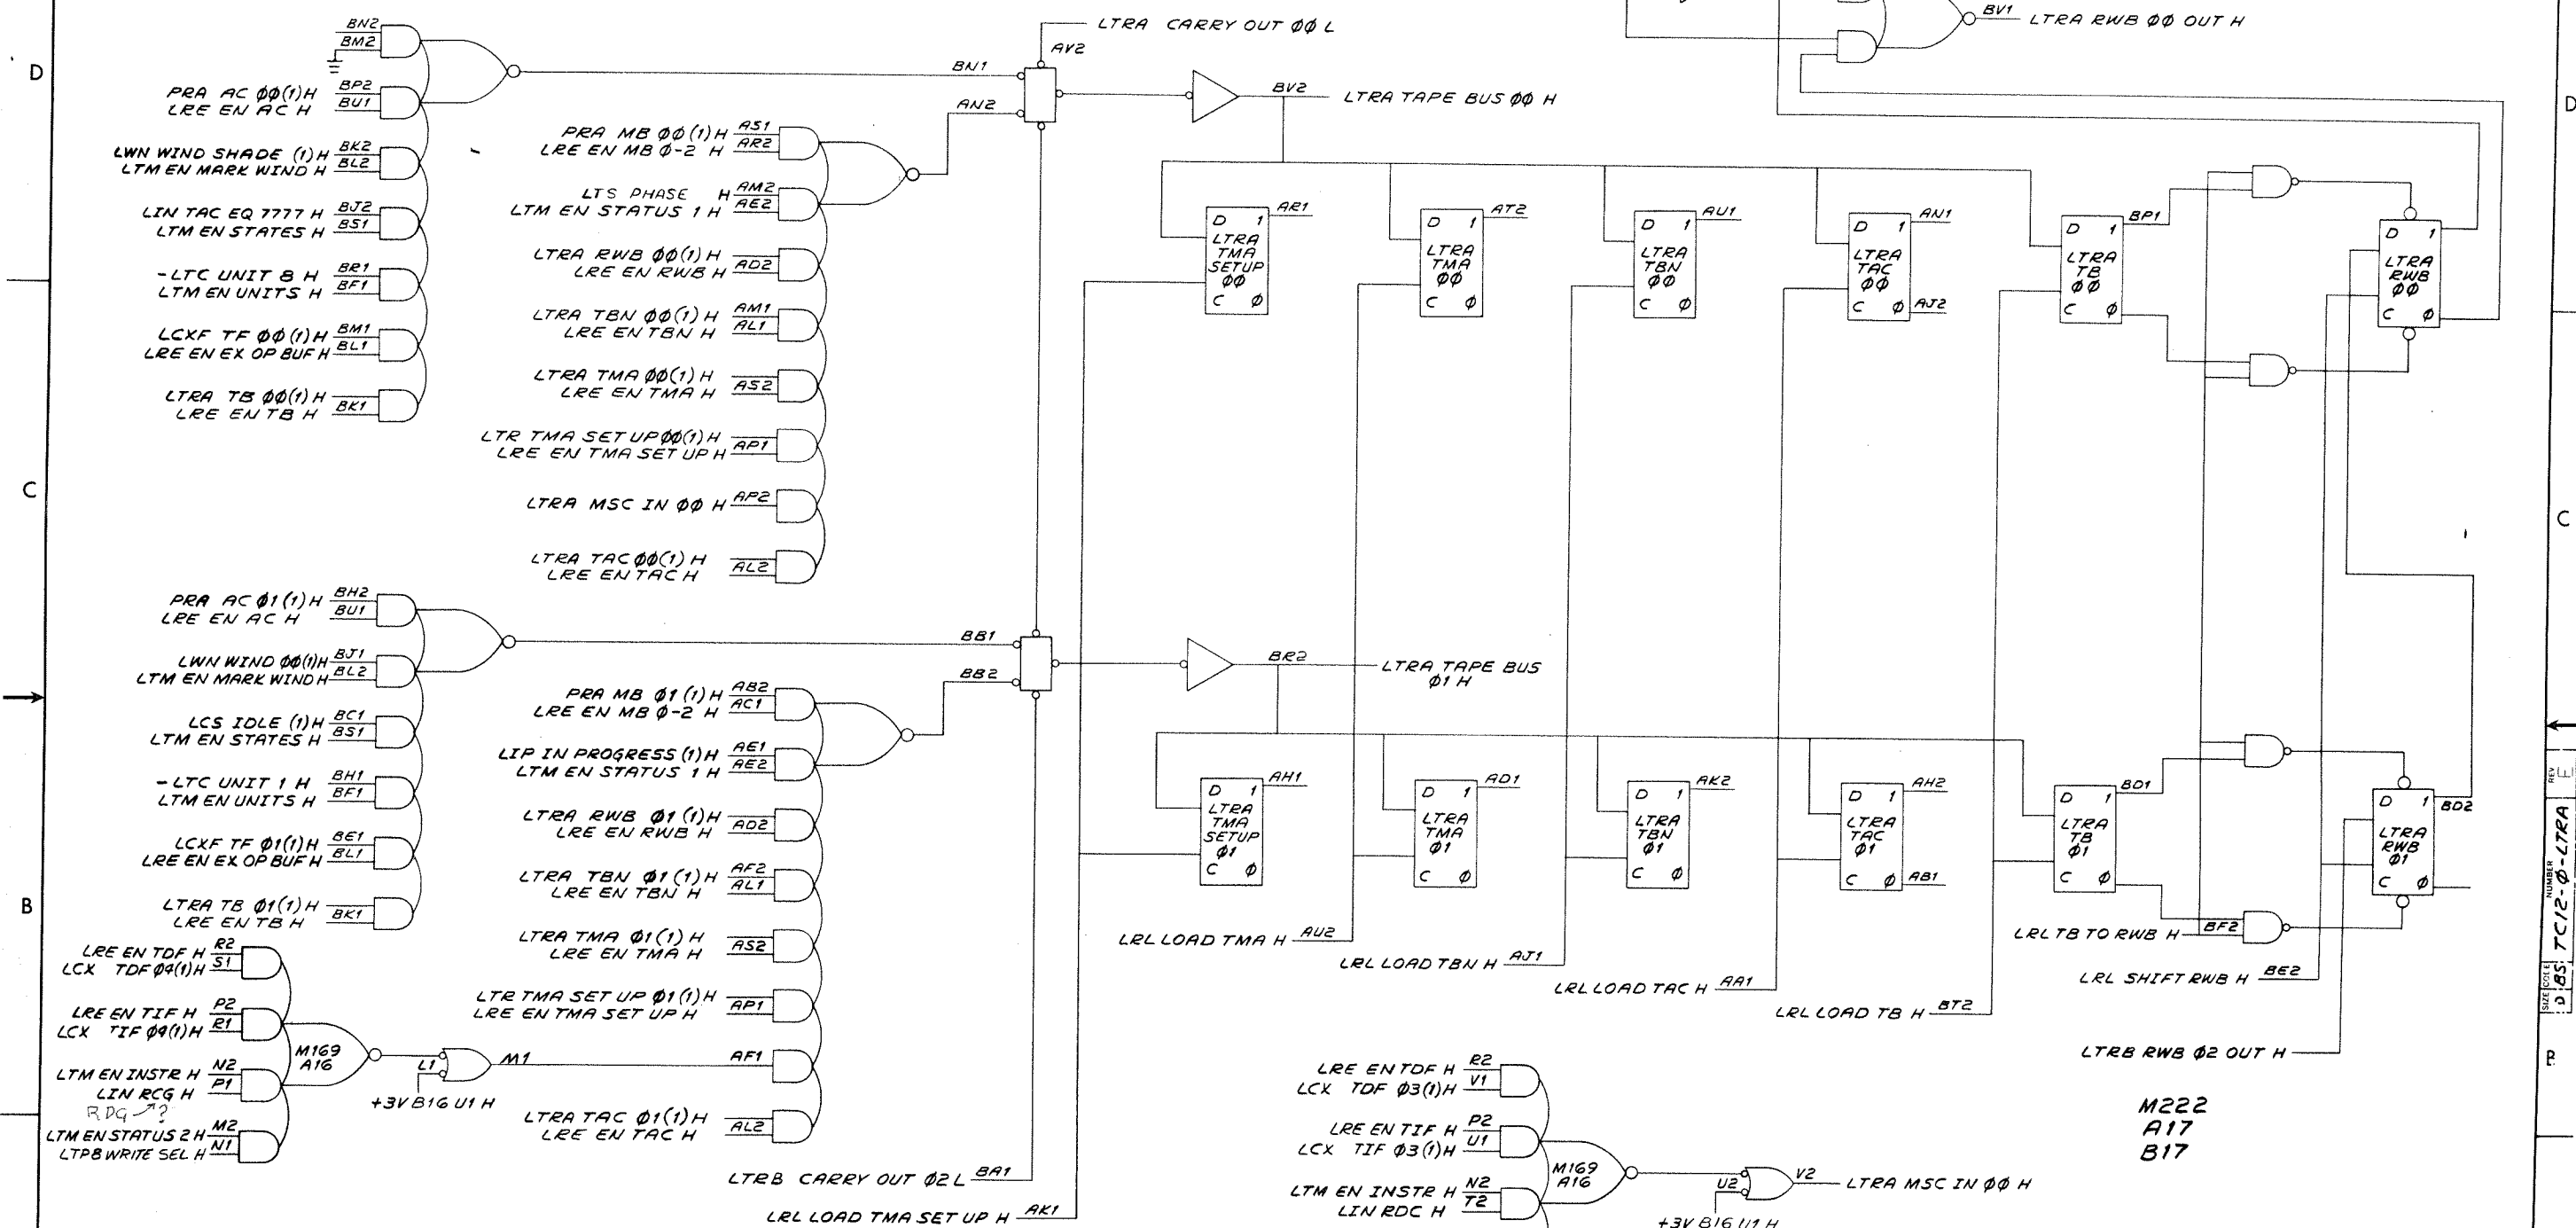 D
BN2
BM2
PRA AC ØØ(1)H BP2
LRE EN AC H BU1
LWN WIND SHADE (1)H BK2
LTM EN MARK WIND H BL2
LIN TAC EQ 7777 H BJ2
LTM EN STATES H BS1
-LTC UNIT 8 H BR1
LTM EN UNITS H BF1
LCXF TF ØØ(1)H BM1
LRE EN EX OP BUF H BL1
LTRA TB ØØ(1)H
LRE EN TB H BK1
PRA MB ØØ(1)H AS1
LRE EN MB Ø-2 H AR2
LTS PHASE H AM2
LTM EN STATUS 1 H AE2
LTRA RWB ØØ(1)H
LRE EN RWB H AD2
LTRA TBN ØØ(1)H AM1
LRE EN TBN H AL1
LTRA TMA ØØ(1)H
LRE EN TMA H AS2
LTR TMA SET UP ØØ(1)H
LRE EN TMA SET UP H AP1
LTRA MSC IN ØØ H AP2
LTRA TAC ØØ(1)H
LRE EN TAC H AL2
BN1
AN2
AV2
LTRA CARRY OUT ØØ L
BV2 LTRA TAPE BUS ØØ H
BV1 LTRA RWB ØØ OUT H
D
D 1 AR1
LTRA
TMA
SETUP
ØØ
C Ø
D 1 AT2
LTRA
TMA
ØØ
C Ø
D 1 AU1
LTRA
TBN
ØØ
C Ø
D 1 AN1
LTRA
TAC
ØØ
C Ø AJ2
D 1 BP1
LTRA
TB
ØØ
C Ø
D 1
LTRA
RWB
ØØ
C Ø
C
C
PRA AC Ø1(1)H BH2
LRE EN AC H BU1
LWN WIND ØØ(1)H BJ1
LTM EN MARK WIND H BL2
LCS IDLE (1)H BC1
LTM EN STATES H BS1
-LTC UNIT 1 H BH1
LTM EN UNITS H BF1
LCXF TF Ø1(1)H BE1
LRE EN EX OP BUF H BL1
LTRA TB Ø1(1)H
LRE EN TB H BK1
PRA MB Ø1(1)H AB2
LRE EN MB Ø-2 H AC1
LIP IN PROGRESS (1)H AE1
LTM EN STATUS 1 H AE2
LTRA RWB Ø1(1)H
LRE EN RWB H AD2
LTRA TBN Ø1(1)H AF2
LRE EN TBN H AL1
LTRA TMA Ø1(1)H
LRE EN TMA H AS2
LTR TMA SET UP Ø1(1)H
LRE EN TMA SET UP H AP1
AF1
LTRA TAC Ø1(1)H
LRE EN TAC H AL2
BB1
BB2
BR2 LTRA TAPE BUS
Ø1 H
D 1 AH1
LTRA
TMA
SETUP
Ø1
C Ø
D 1 AD1
LTRA
TMA
Ø1
C Ø
D 1 AK2
LTRA
TBN
Ø1
C Ø
D 1 AH2
LTRA
TAC
Ø1
C Ø AB1
D 1 BD1
LTRA
TB
Ø1
C Ø
D 1 BD2
LTRA
RWB
Ø1
C Ø
B
LRE EN TDF H R2
LCX TDF Ø4(1)H S1
LRE EN TIF H P2
LCX TIF Ø4(1)H R1
LTM EN INSTR H N2
LIN RCG H P1
RDG ?
LTM EN STATUS 2 H M2
LTPB WRITE SEL H N1
M169
A16
L1
M1
+3V B16 U1 H
LTRB CARRY OUT Ø2 L BA1
LRL LOAD TMA SET UP H AK1
LRL LOAD TMA H AU2
LRL LOAD TBN H AJ1
LRL LOAD TAC H AA1
LRL LOAD TB H BT2
LRL TB TO RWB H BF2
LRL SHIFT RWB H BE2
LTRB RWB Ø2 OUT H
LRE EN TDF H R2
LCX TDF Ø3(1)H V1
LRE EN TIF H P2
LCX TIF Ø3(1)H U1
LTM EN INSTR H N2
LIN RDC H T2
M169
A16
U2
V2 LTRA MSC IN ØØ H
+3V B16 U1 H
M222
A17
B17
B
SIZE CODE NUMBER REV
D BS TC12-Ø-LTRA E